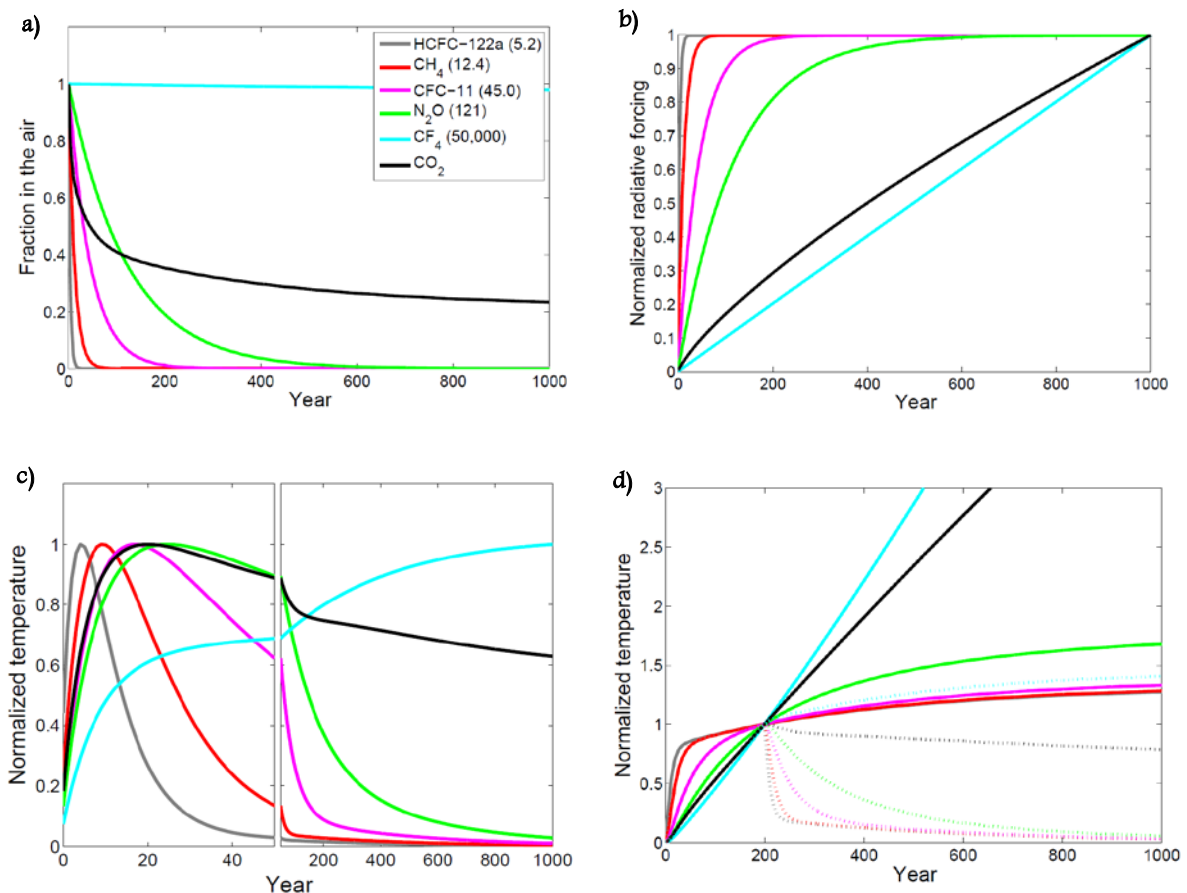 a)
HCFC−122a (5.2)
CH4 (12.4)
CFC−11 (45.0)
N2O (121)
CF4 (50,000)
CO2
Fraction in the air
1
0.8
0.6
0.4
0.2
0
0 200 400 600 800 1000
Year
b)
Normalized radiative forcing
1
0.9
0.8
0.7
0.6
0.5
0.4
0.3
0.2
0.1
0
0 200 400 600 800 1000
Year
c)
Normalized temperature
1
0.8
0.6
0.4
0.2
0
0 20 40 200 400 600 800 1000
Year
d)
Normalized temperature
3
2.5
2
1.5
1
0.5
0
0 200 400 600 800 1000
Year